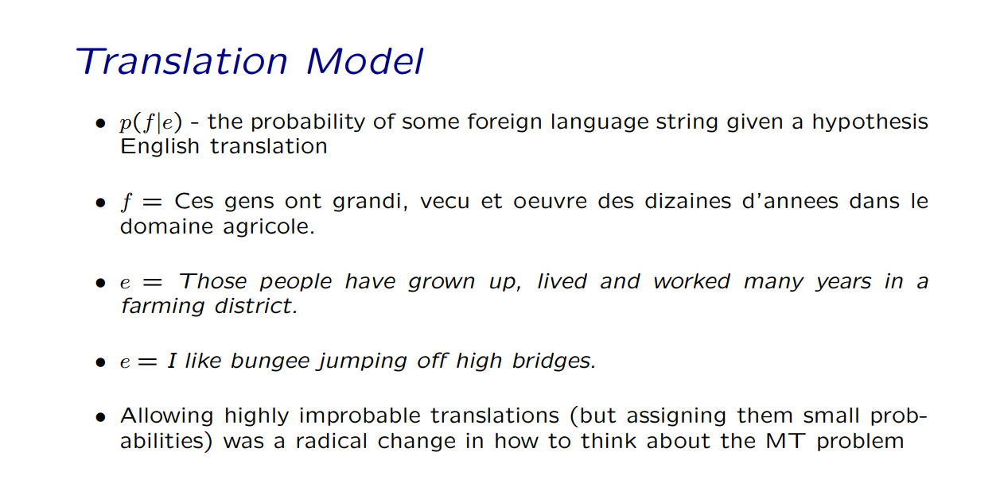 Translation Model
• p(f|e) - the probability of some foreign language string given a hypothesis
English translation
• f = Ces gens ont grandi, vecu et oeuvre des dizaines d'annees dans le
domaine agricole.
• e = Those people have grown up, lived and worked many years in a
farming district.
• e = I like bungee jumping off high bridges.
• Allowing highly improbable translations (but assigning them small prob-
abilities) was a radical change in how to think about the MT problem